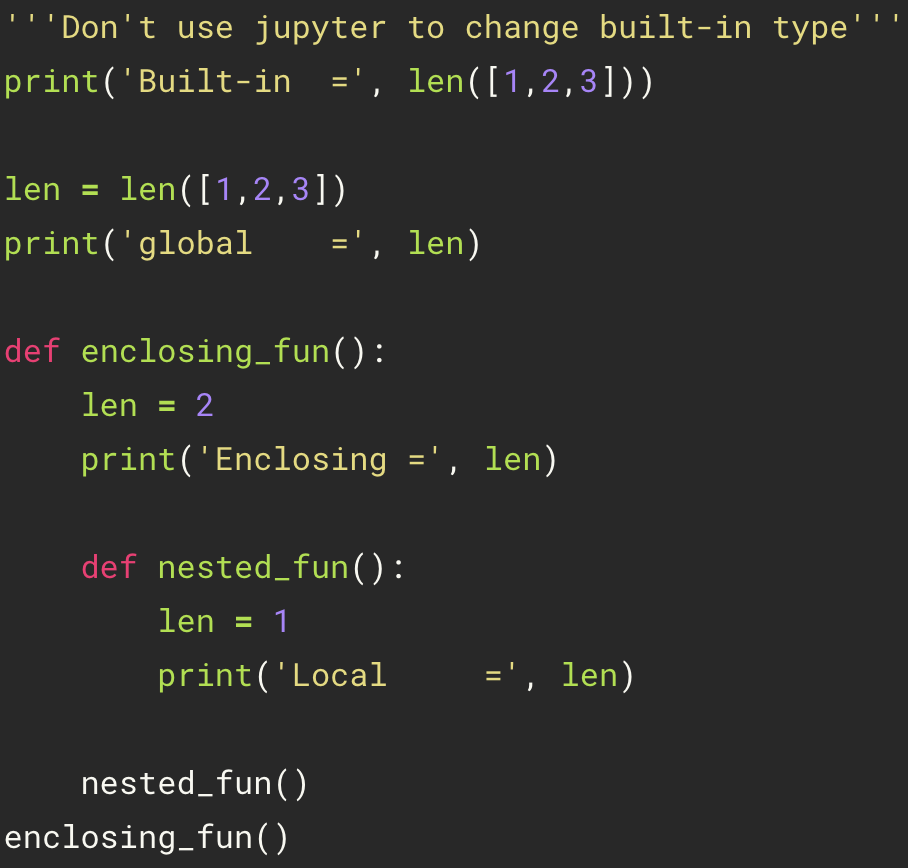 '''Don't use jupyter to change built-in type'''
print('Built-in  =', len([1,2,3]))

len = len([1,2,3])
print('global    =', len)

def enclosing_fun():
    len = 2
    print('Enclosing =', len)

    def nested_fun():
        len = 1
        print('Local     =', len)

    nested_fun()
enclosing_fun()